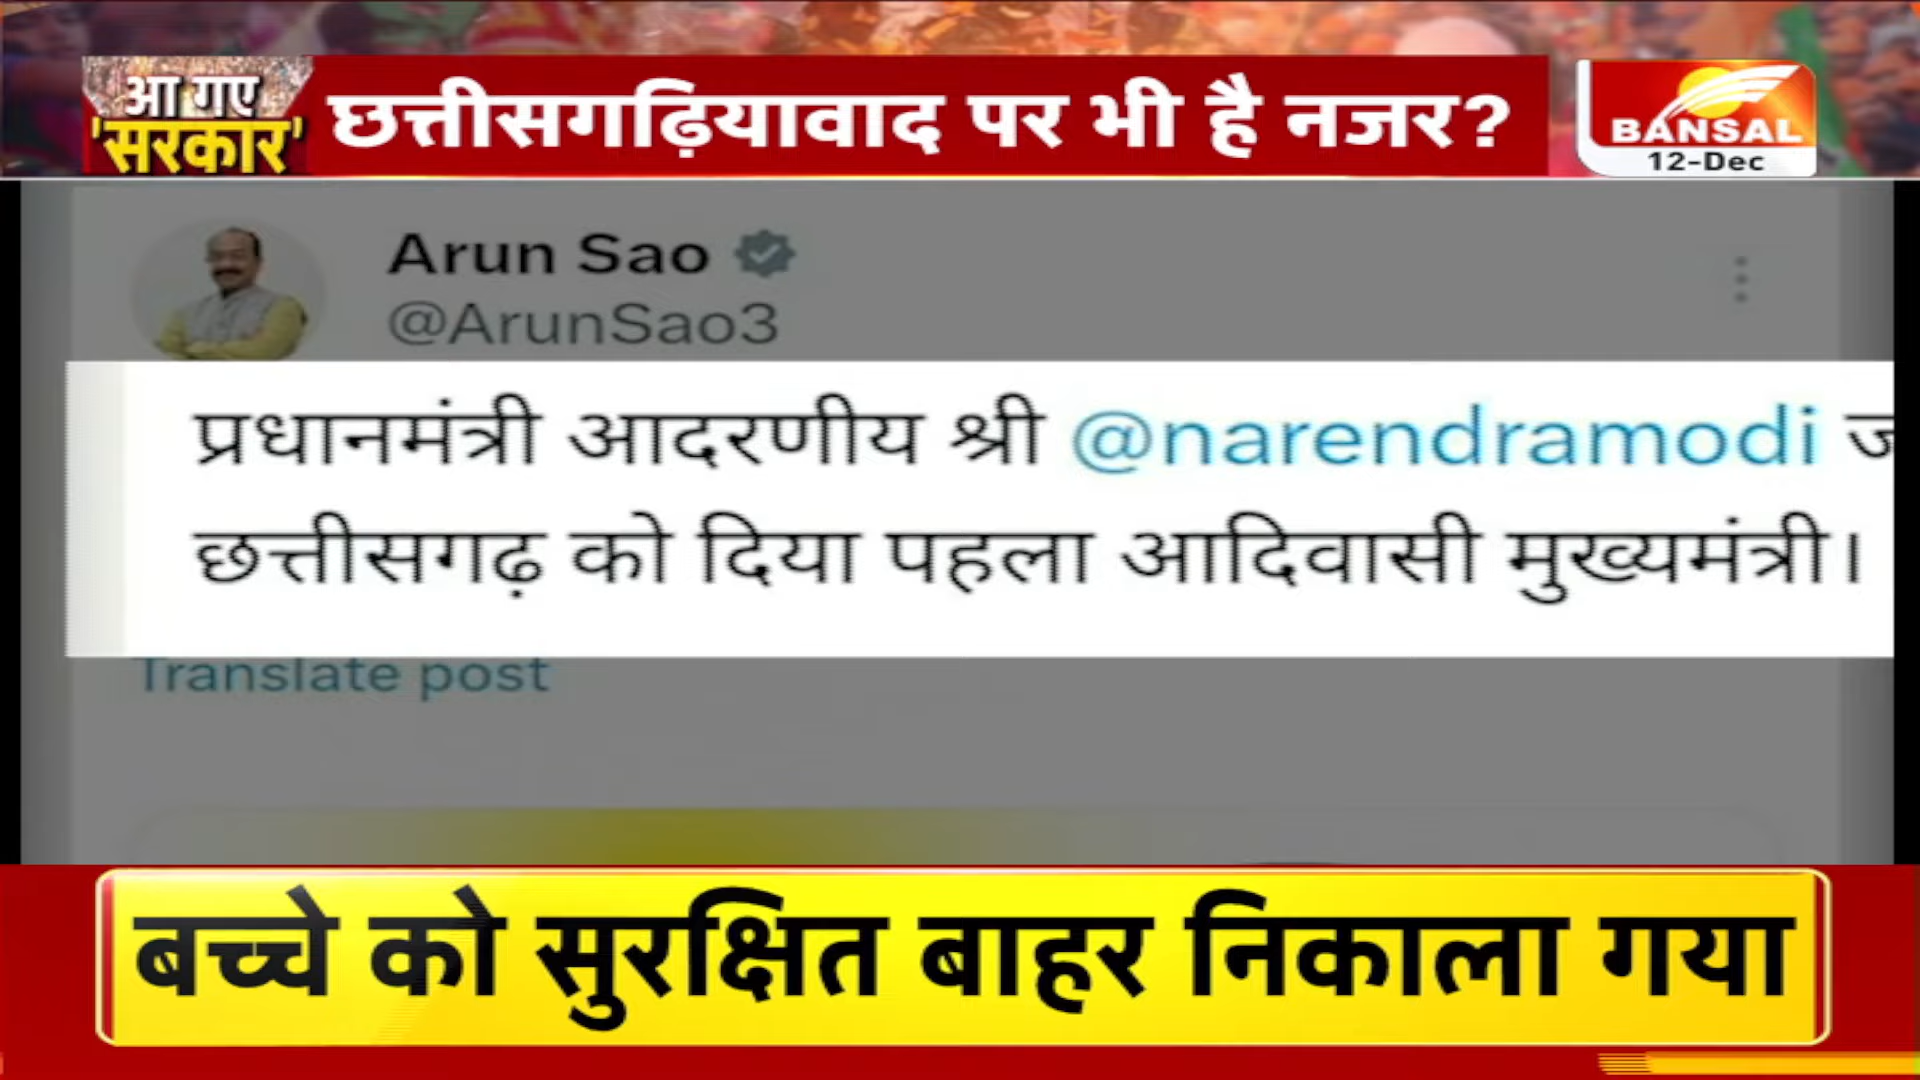 आ गए
'सरकार'
छत्तीसगढ़ियावाद पर भी है नजर?
BANSAL
12-Dec
Arun Sao
@ArunSao3
प्रधानमंत्री आदरणीय श्री @narendramodi
छत्तीसगढ़ को दिया पहला आदिवासी मुख्यमंत्री।
Translate post
बच्चे को सुरक्षित बाहर निकाला गया